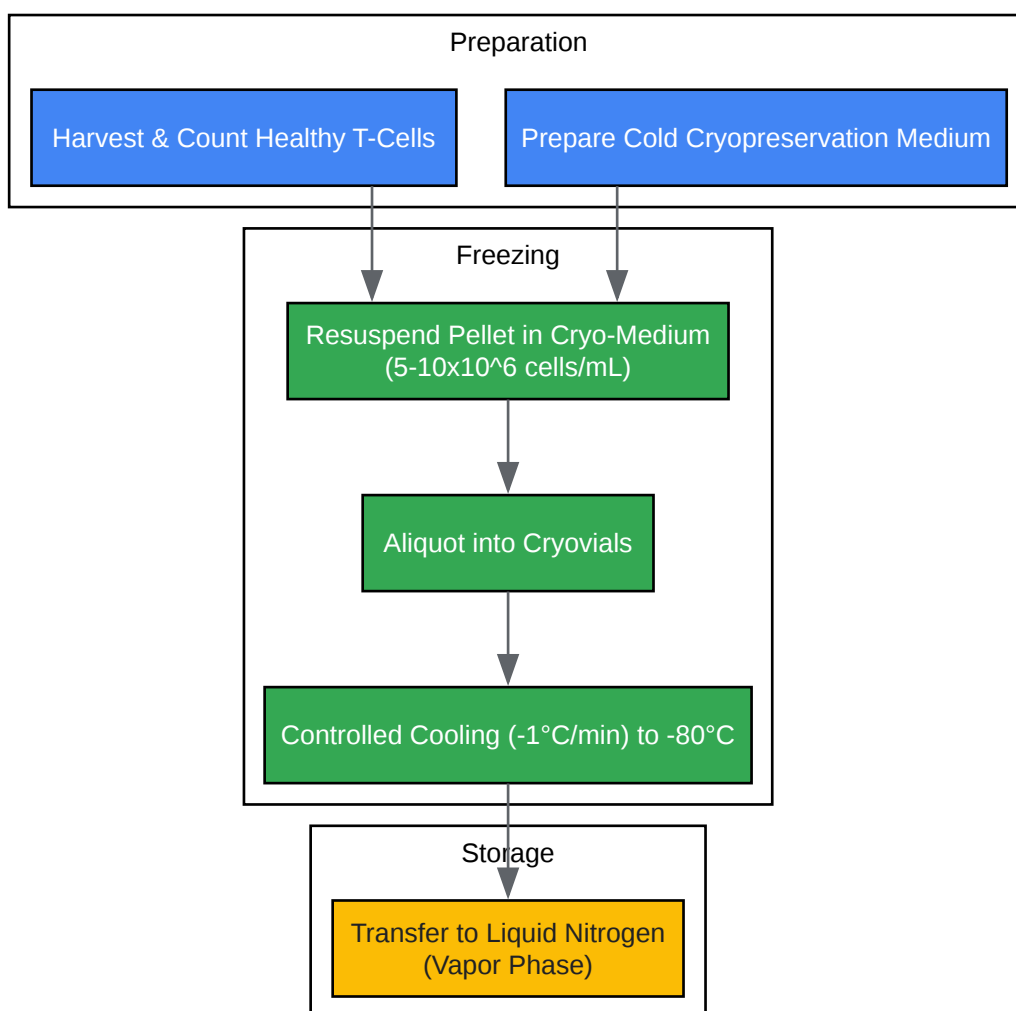 Preparation
Harvest & Count Healthy T-Cells
Prepare Cold Cryopreservation Medium
Freezing
Resuspend Pellet in Cryo-Medium
(5-10x10^6 cells/mL)
Aliquot into Cryovials
Controlled Cooling (-1°C/min) to -80°C
Storage
Transfer to Liquid Nitrogen
(Vapor Phase)